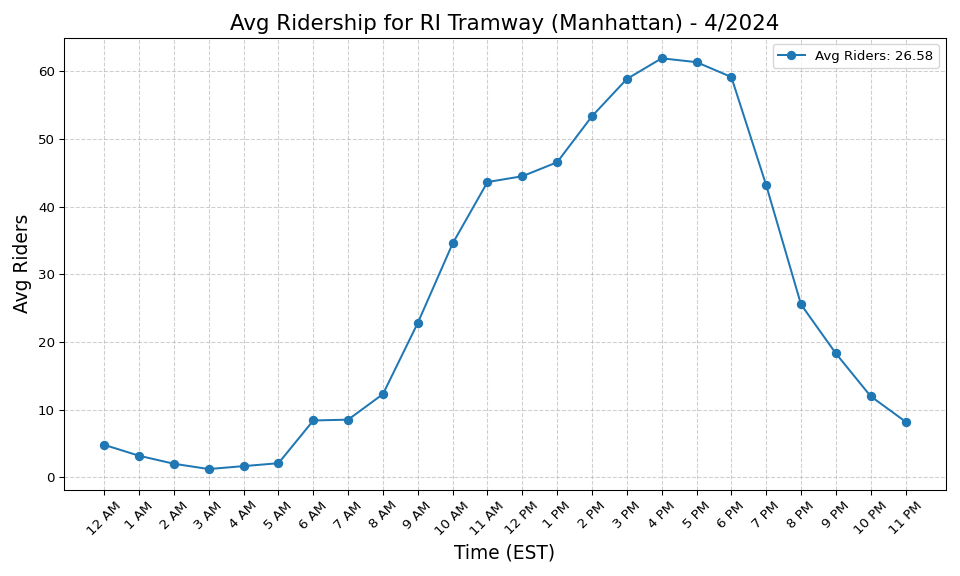 Avg Ridership for RI Tramway (Manhattan) - 4/2024
Avg Riders: 26.58
Avg Riders
60
50
40
30
20
10
0
12 AM
1 AM
2 AM
3 AM
4 AM
5 AM
6 AM
7 AM
8 AM
9 AM
10 AM
11 AM
12 PM
1 PM
2 PM
3 PM
4 PM
5 PM
6 PM
7 PM
8 PM
9 PM
10 PM
11 PM
Time (EST)